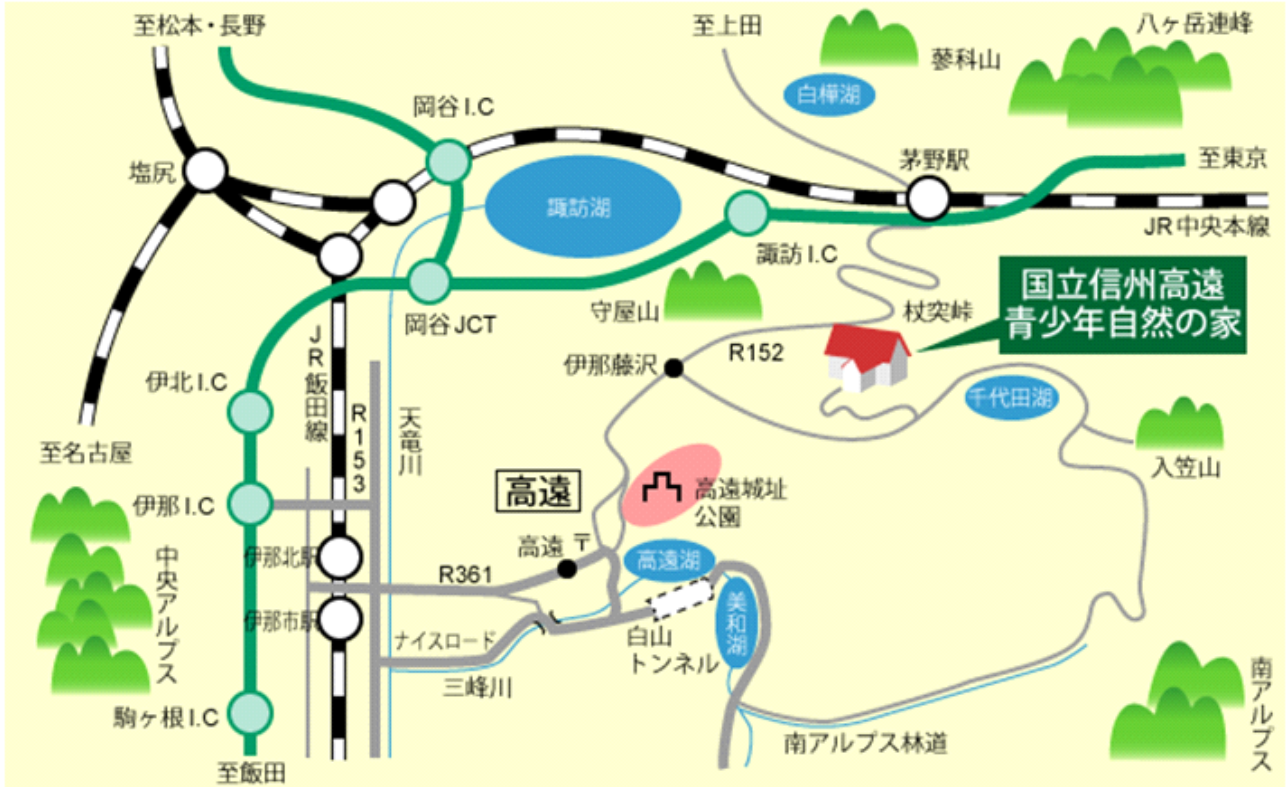 至松本・長野
至上田
八ヶ岳連峰
蓼科山
白樺湖
岡谷I.C
塩尻
茅野駅
至東京
諏訪湖
JR中央本線
諏訪I.C
国立信州高遠
青少年自然の家
守屋山
杖突峠
岡谷JCT
JR飯田線
R152
伊那藤沢
伊北I.C
千代田湖
R153
天竜川
至名古屋
入笠山
高遠
高遠城址
公園
伊那I.C
高遠
〒
高遠湖
伊那北駅
中央アルプス
R361
美和湖
伊那市駅
ナイスロード
白山
トンネル
三峰川
南アルプス
駒ヶ根I.C
南アルプス林道
至飯田